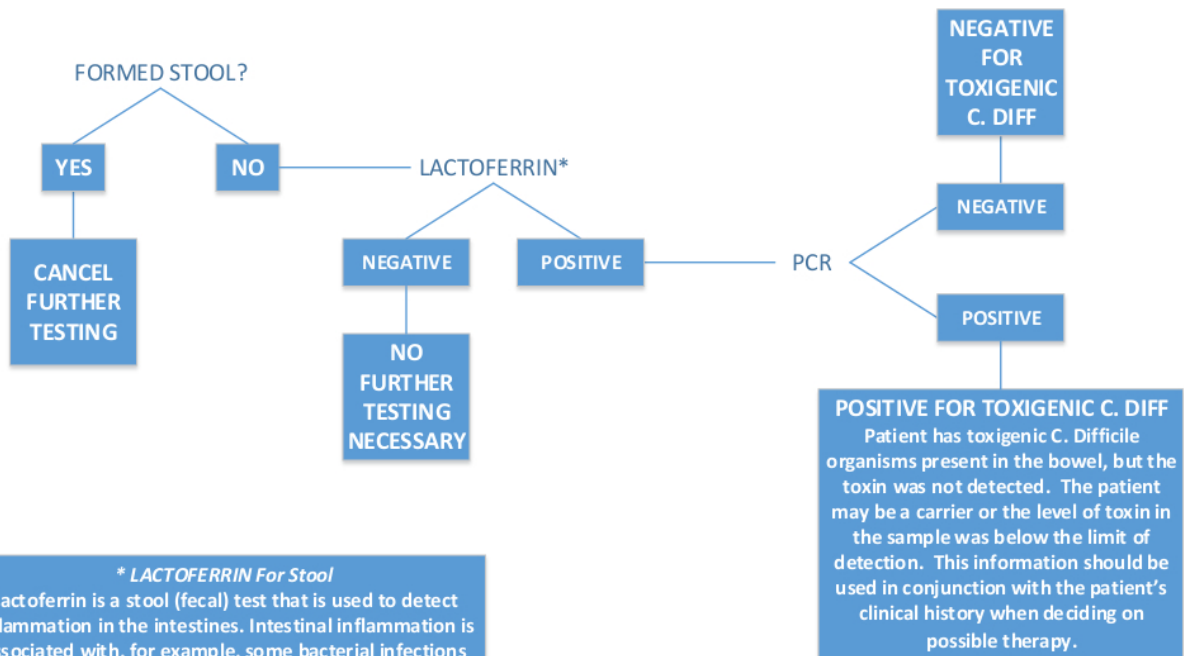 FORMED STOOL?
YES
NO
CANCEL
FURTHER
TESTING
LACTOFERRIN*
NEGATIVE
POSITIVE
NO
FURTHER
TESTING
NECESSARY
PCR
NEGATIVE
FOR
TOXIGENIC
C. DIFF
NEGATIVE
POSITIVE
POSITIVE FOR TOXIGENIC C. DIFF
Patient has toxigenic C. Difficile
organisms present in the bowel, but the
toxin was not detected. The patient
may be a carrier or the level of toxin in
the sample was below the limit of
detection. This information should be
used in conjunction with the patient's
clinical history when deciding on
possible therapy.
* LACTOFERRIN For Stool
actoferrin is a stool (fecal) test that is used to detect
lammation in the intestines. Intestinal inflammation is
sociated with, for example, some bacterial infections